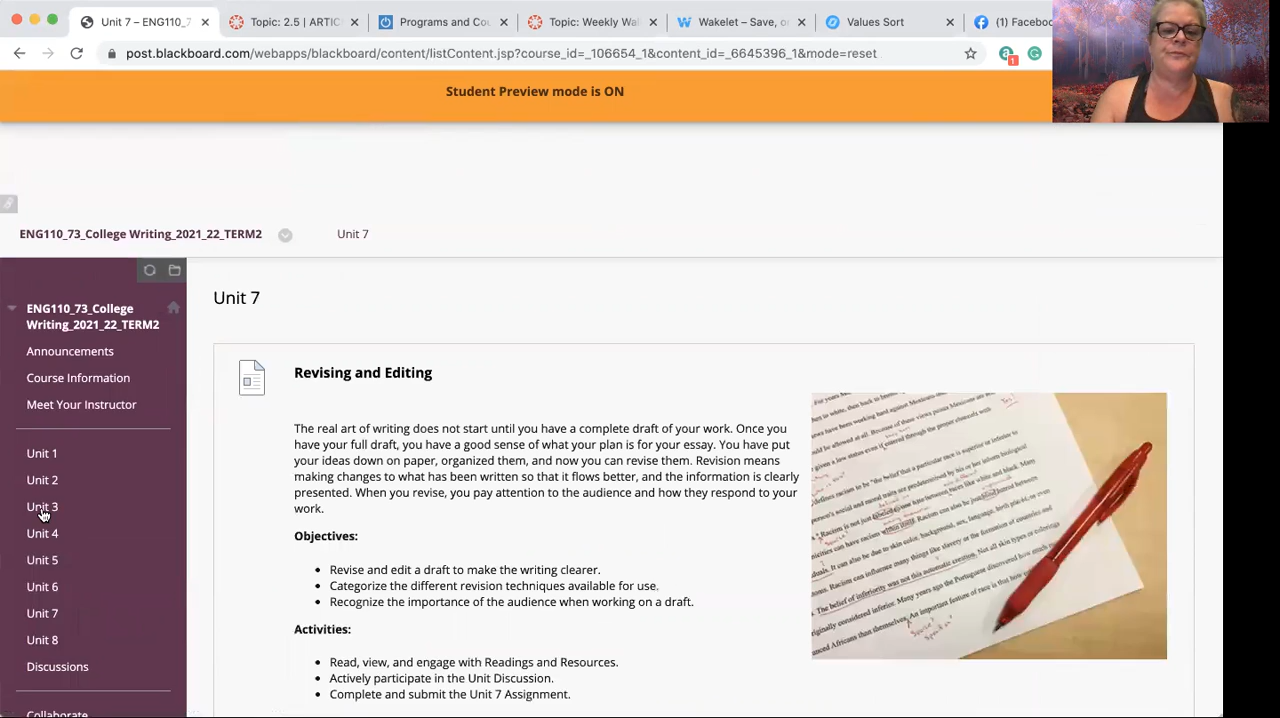 Unit 7 – ENG110_7
Topic: 2.5 | ARTIC
Programs and Cou
Topic: Weekly Wa
Wakelet – Save, o
Values Sort
(1) Faceboo
post.blackboard.com/webapps/blackboard/content/listContent.jsp?course_id=_106654_1&content_id=_6645396_1&mode=reset
1
Student Preview mode is ON
ENG110_73_College Writing_2021_22_TERM2
Unit 7
ENG110_73_College
Writing_2021_22_TERM2
Announcements
Course Information
Meet Your Instructor
Unit 1
Unit 2
Unit 3
Unit 4
Unit 5
Unit 6
Unit 7
Unit 8
Discussions
Collaborate
Unit 7
Revising and Editing
The real art of writing does not start until you have a complete draft of your work. Once you
have your full draft, you have a good sense of what your plan is for your essay. You have put
your ideas down on paper, organized them, and now you can revise them. Revision means
making changes to what has been written so that it flows better, and the information is clearly
presented. When you revise, you pay attention to the audience and how they respond to your
work.
Objectives:
Revise and edit a draft to make the writing clearer.
Categorize the different revision techniques available for use.
Recognize the importance of the audience when working on a draft.
Activities:
Read, view, and engage with Readings and Resources.
Actively participate in the Unit Discussion.
Complete and submit the Unit 7 Assignment.